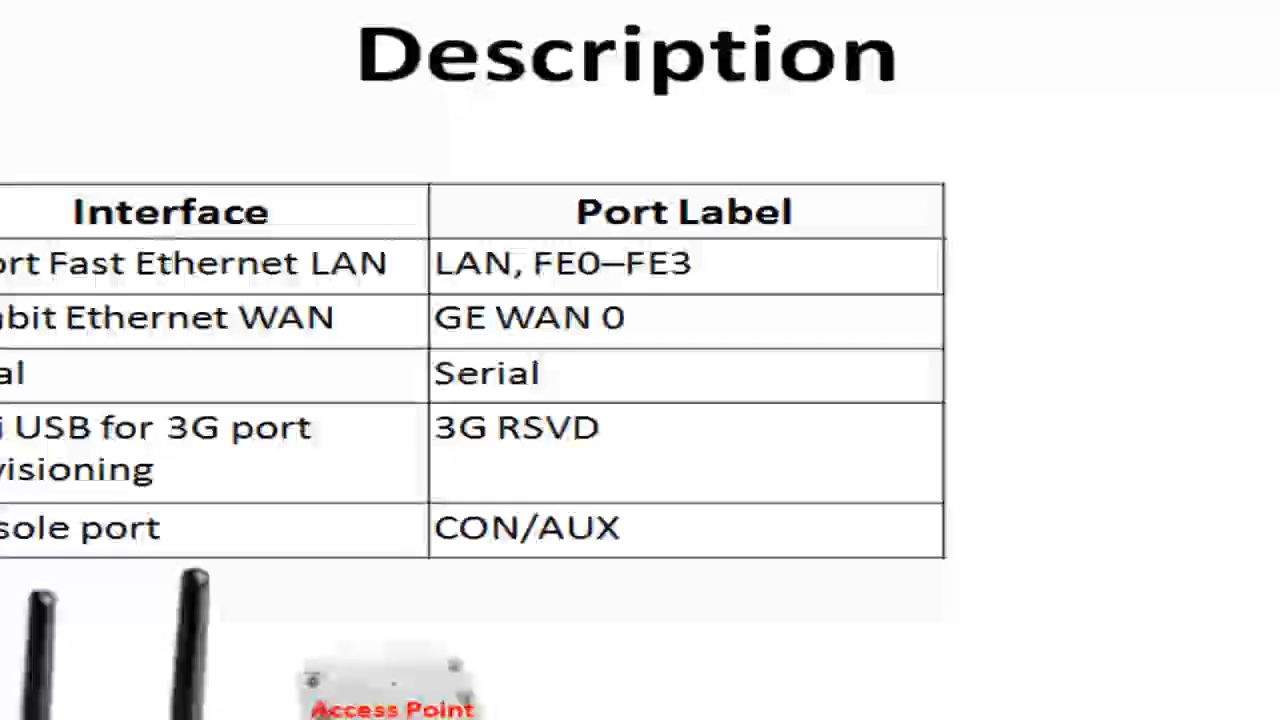 Description
Interface Port Label
ort Fast Ethernet LAN LAN, FE0–FE3
abit Ethernet WAN GE WAN 0
al Serial
i USB for 3G port 3G RSVD
visioning
sole port CON/AUX
Access Point